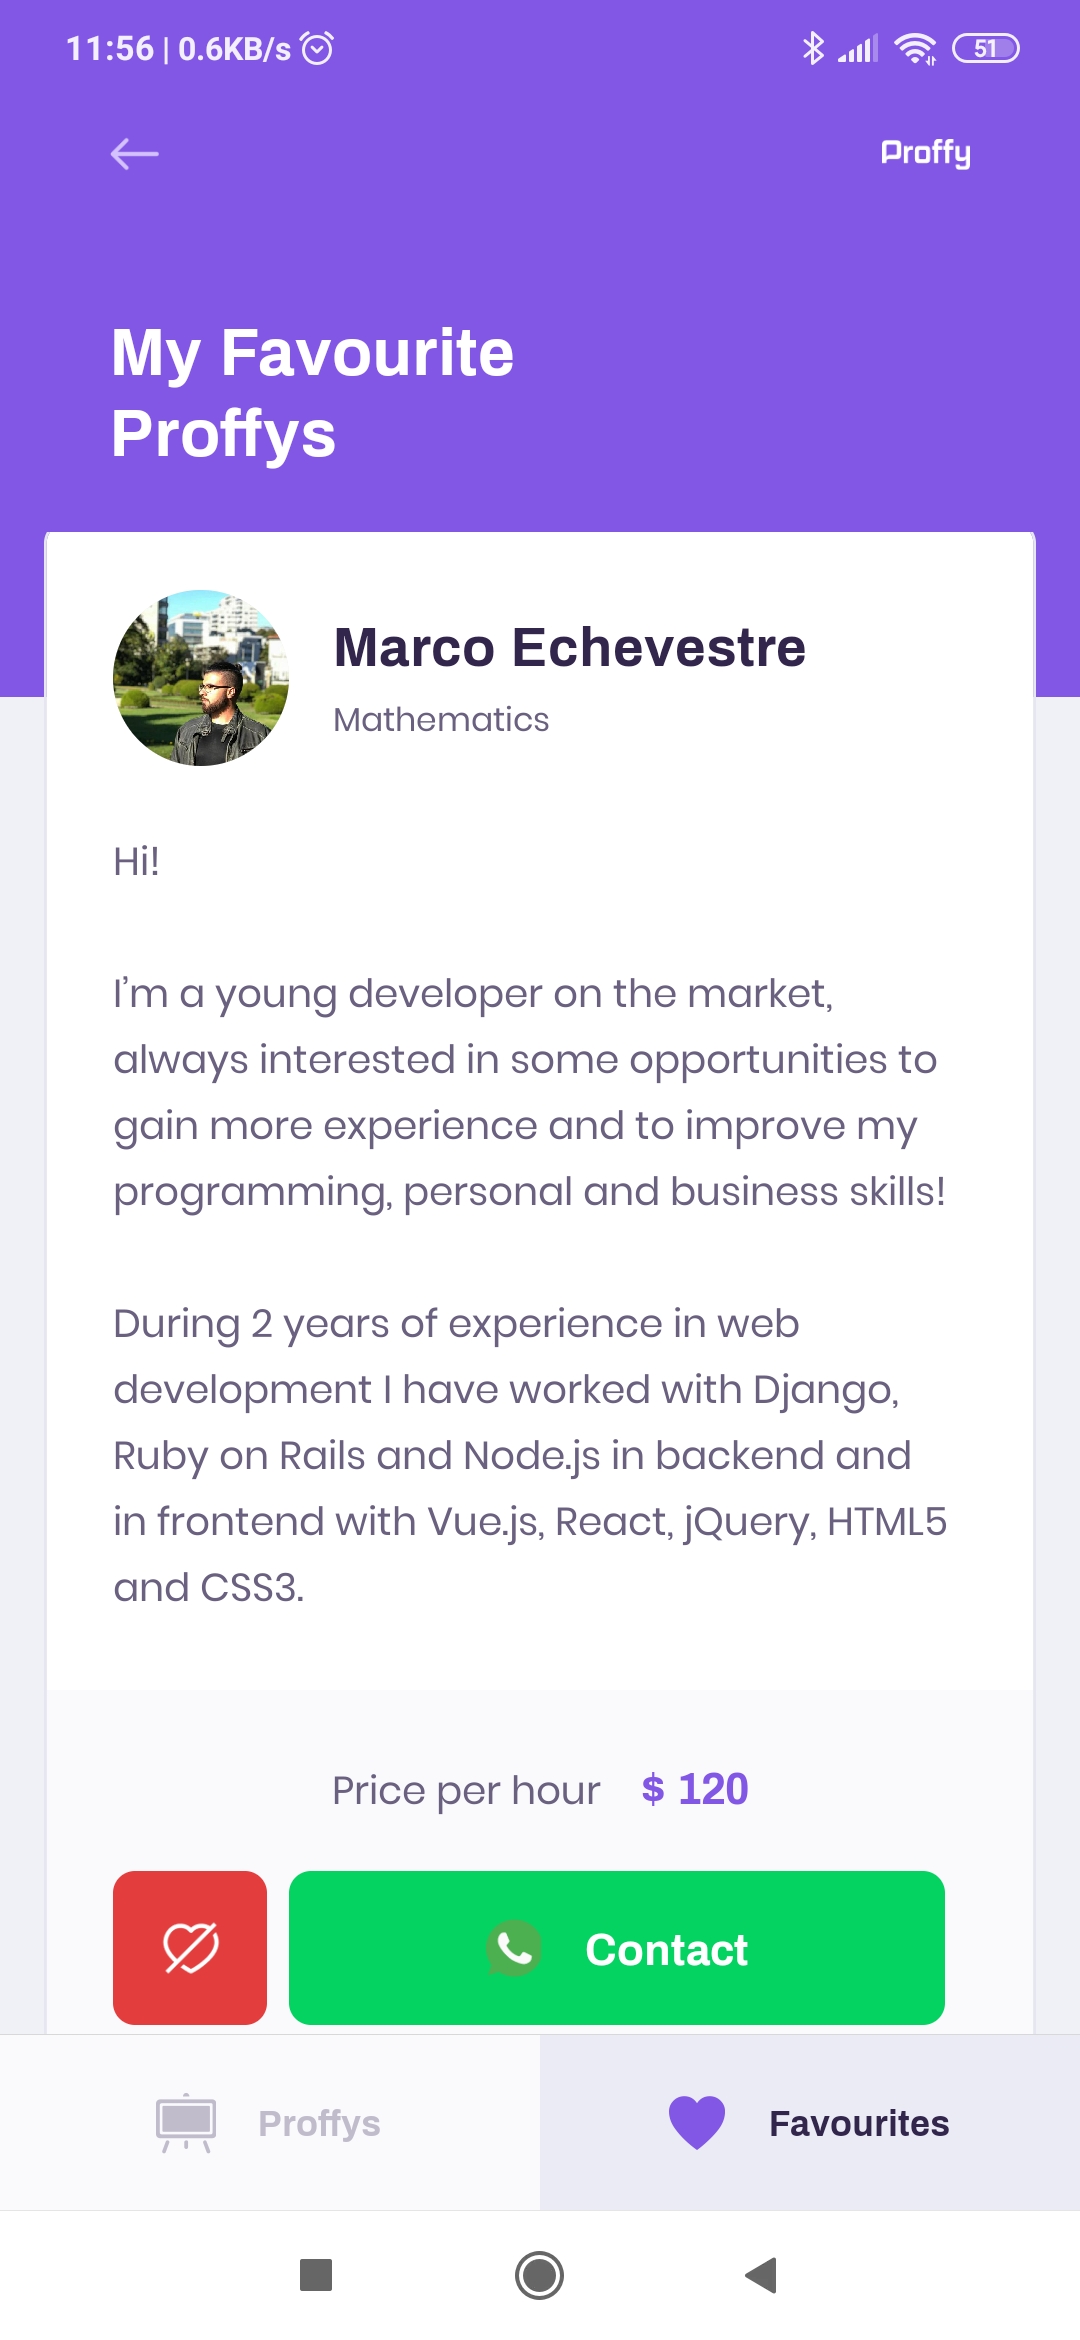 11:56 | 0.6KB/s
51
Proffy
My Favourite
Proffys
Marco Echevestre
Mathematics
Hi!
I'm a young developer on the market,
always interested in some opportunities to
gain more experience and to improve my
programming, personal and business skills!
During 2 years of experience in web
development I have worked with Django,
Ruby on Rails and Node.js in backend and
in frontend with Vue.js, React, jQuery, HTML5
and CSS3.
Price per hour $ 120
Contact
Proffys
Favourites